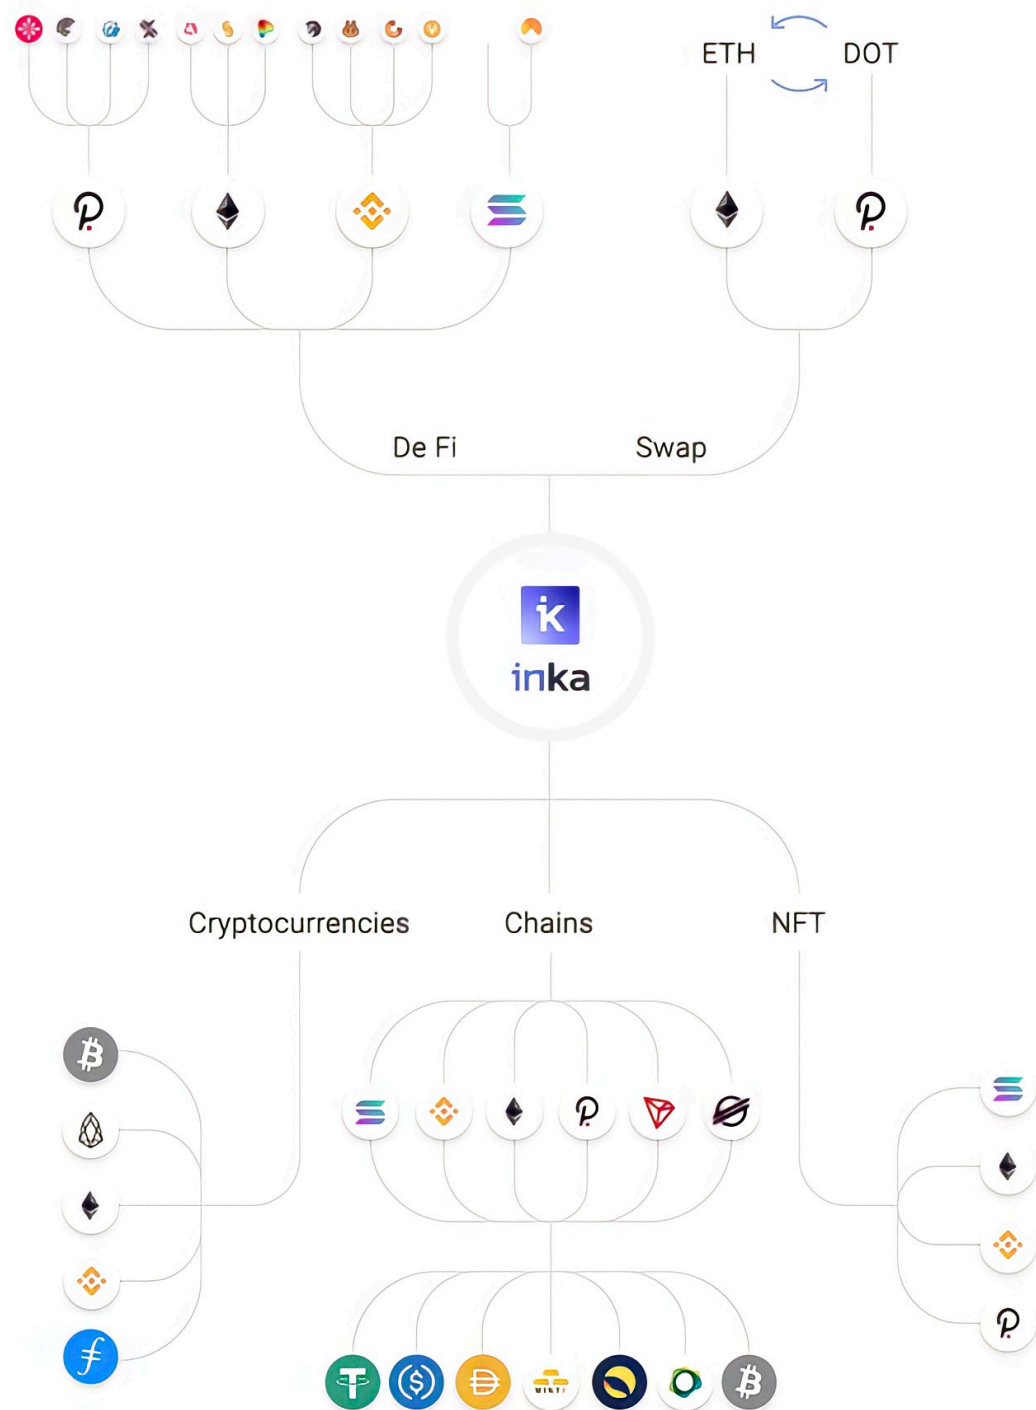 ETH
DOT
De Fi
Swap
inka
Cryptocurrencies
Chains
NFT